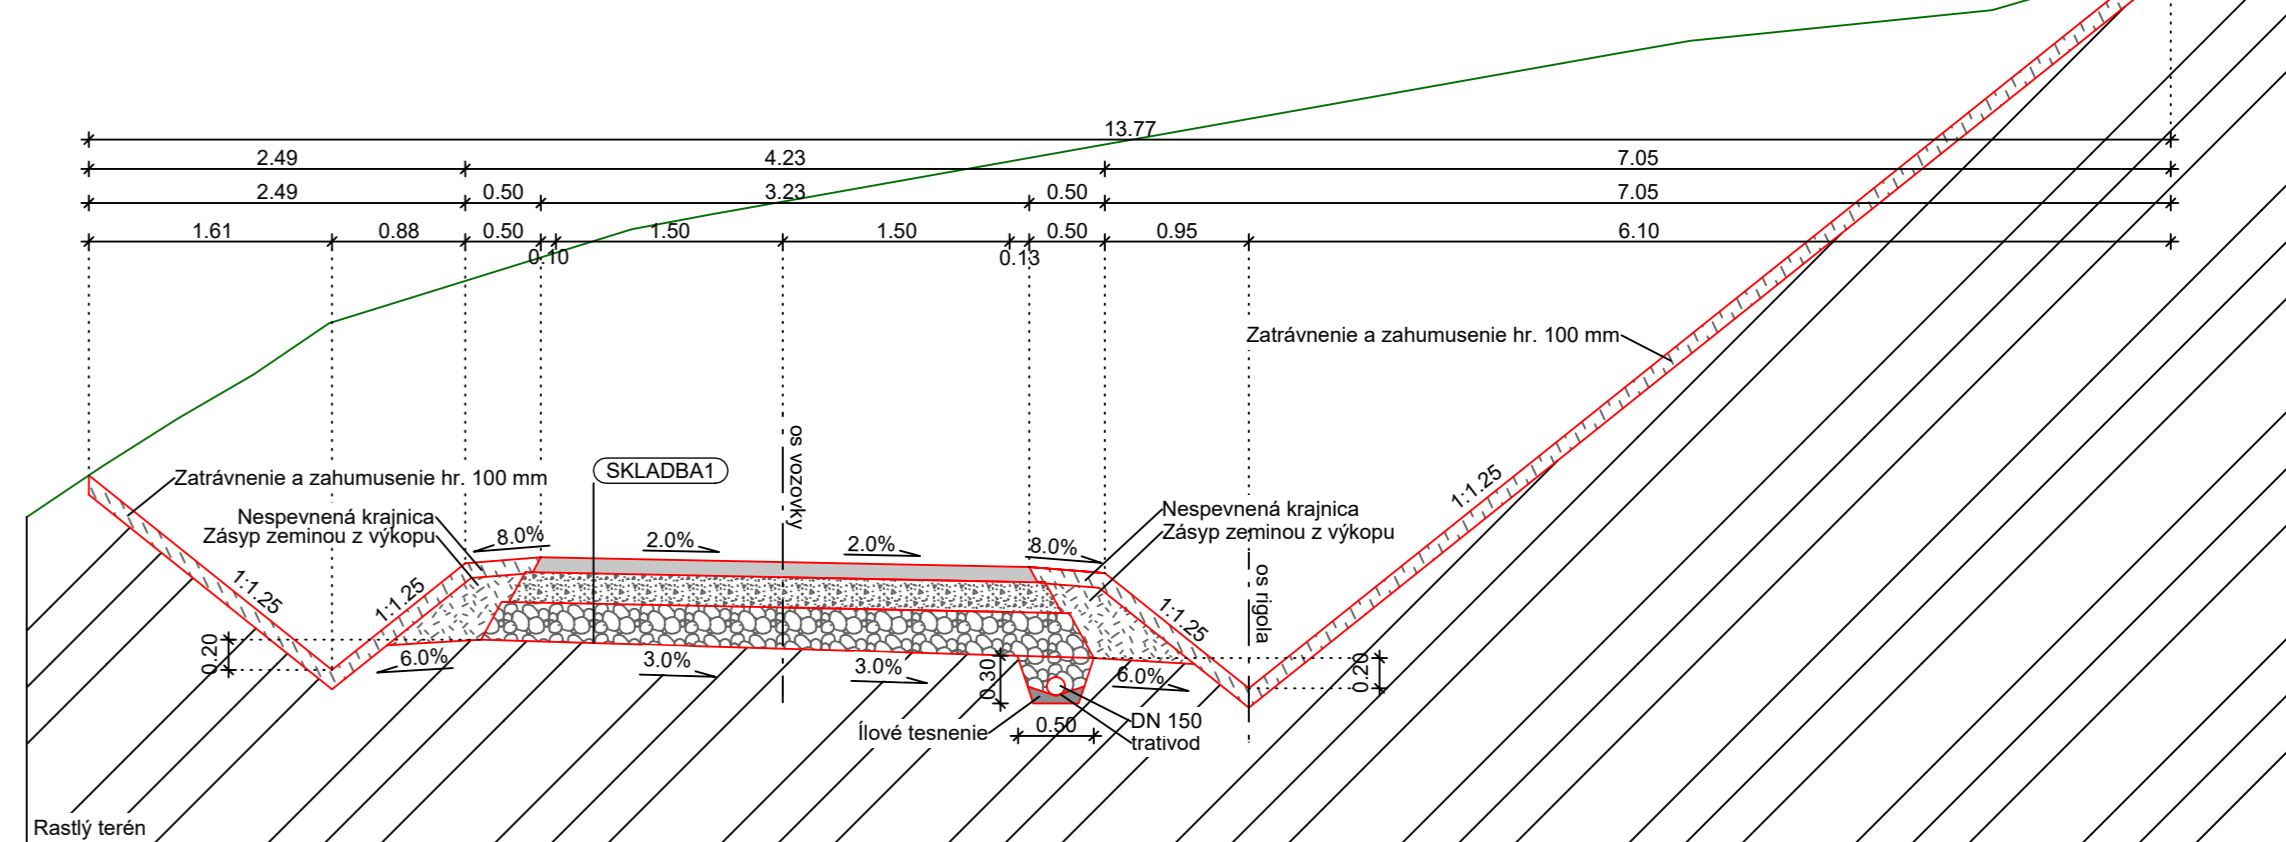 13.77
2.49 4.23 7.05
2.49 0.50 3.23 0.50 7.05
1.61 0.88 0.50 1.50 1.50 0.50 0.95 6.10
0.10 0.13
Zatrávnenie a zahumusenie hr. 100 mm
os vozovky
SKLADBA1
Zatrávnenie a zahumusenie hr. 100 mm
1:1.25
Nespevnená krajnica
Zásyp zeminou z výkopu
Nespevnená krajnica
Zásyp zeminou z výkopu
8.0% 2.0% 2.0% 8.0%
1:1.25 1:1.25 1:1.25
os rigola
0.20 6.0% 3.0% 3.0% 0.30 6.0% 0.20
Ílové tesnenie 0.50 DN 150
trativod
Rastlý terén